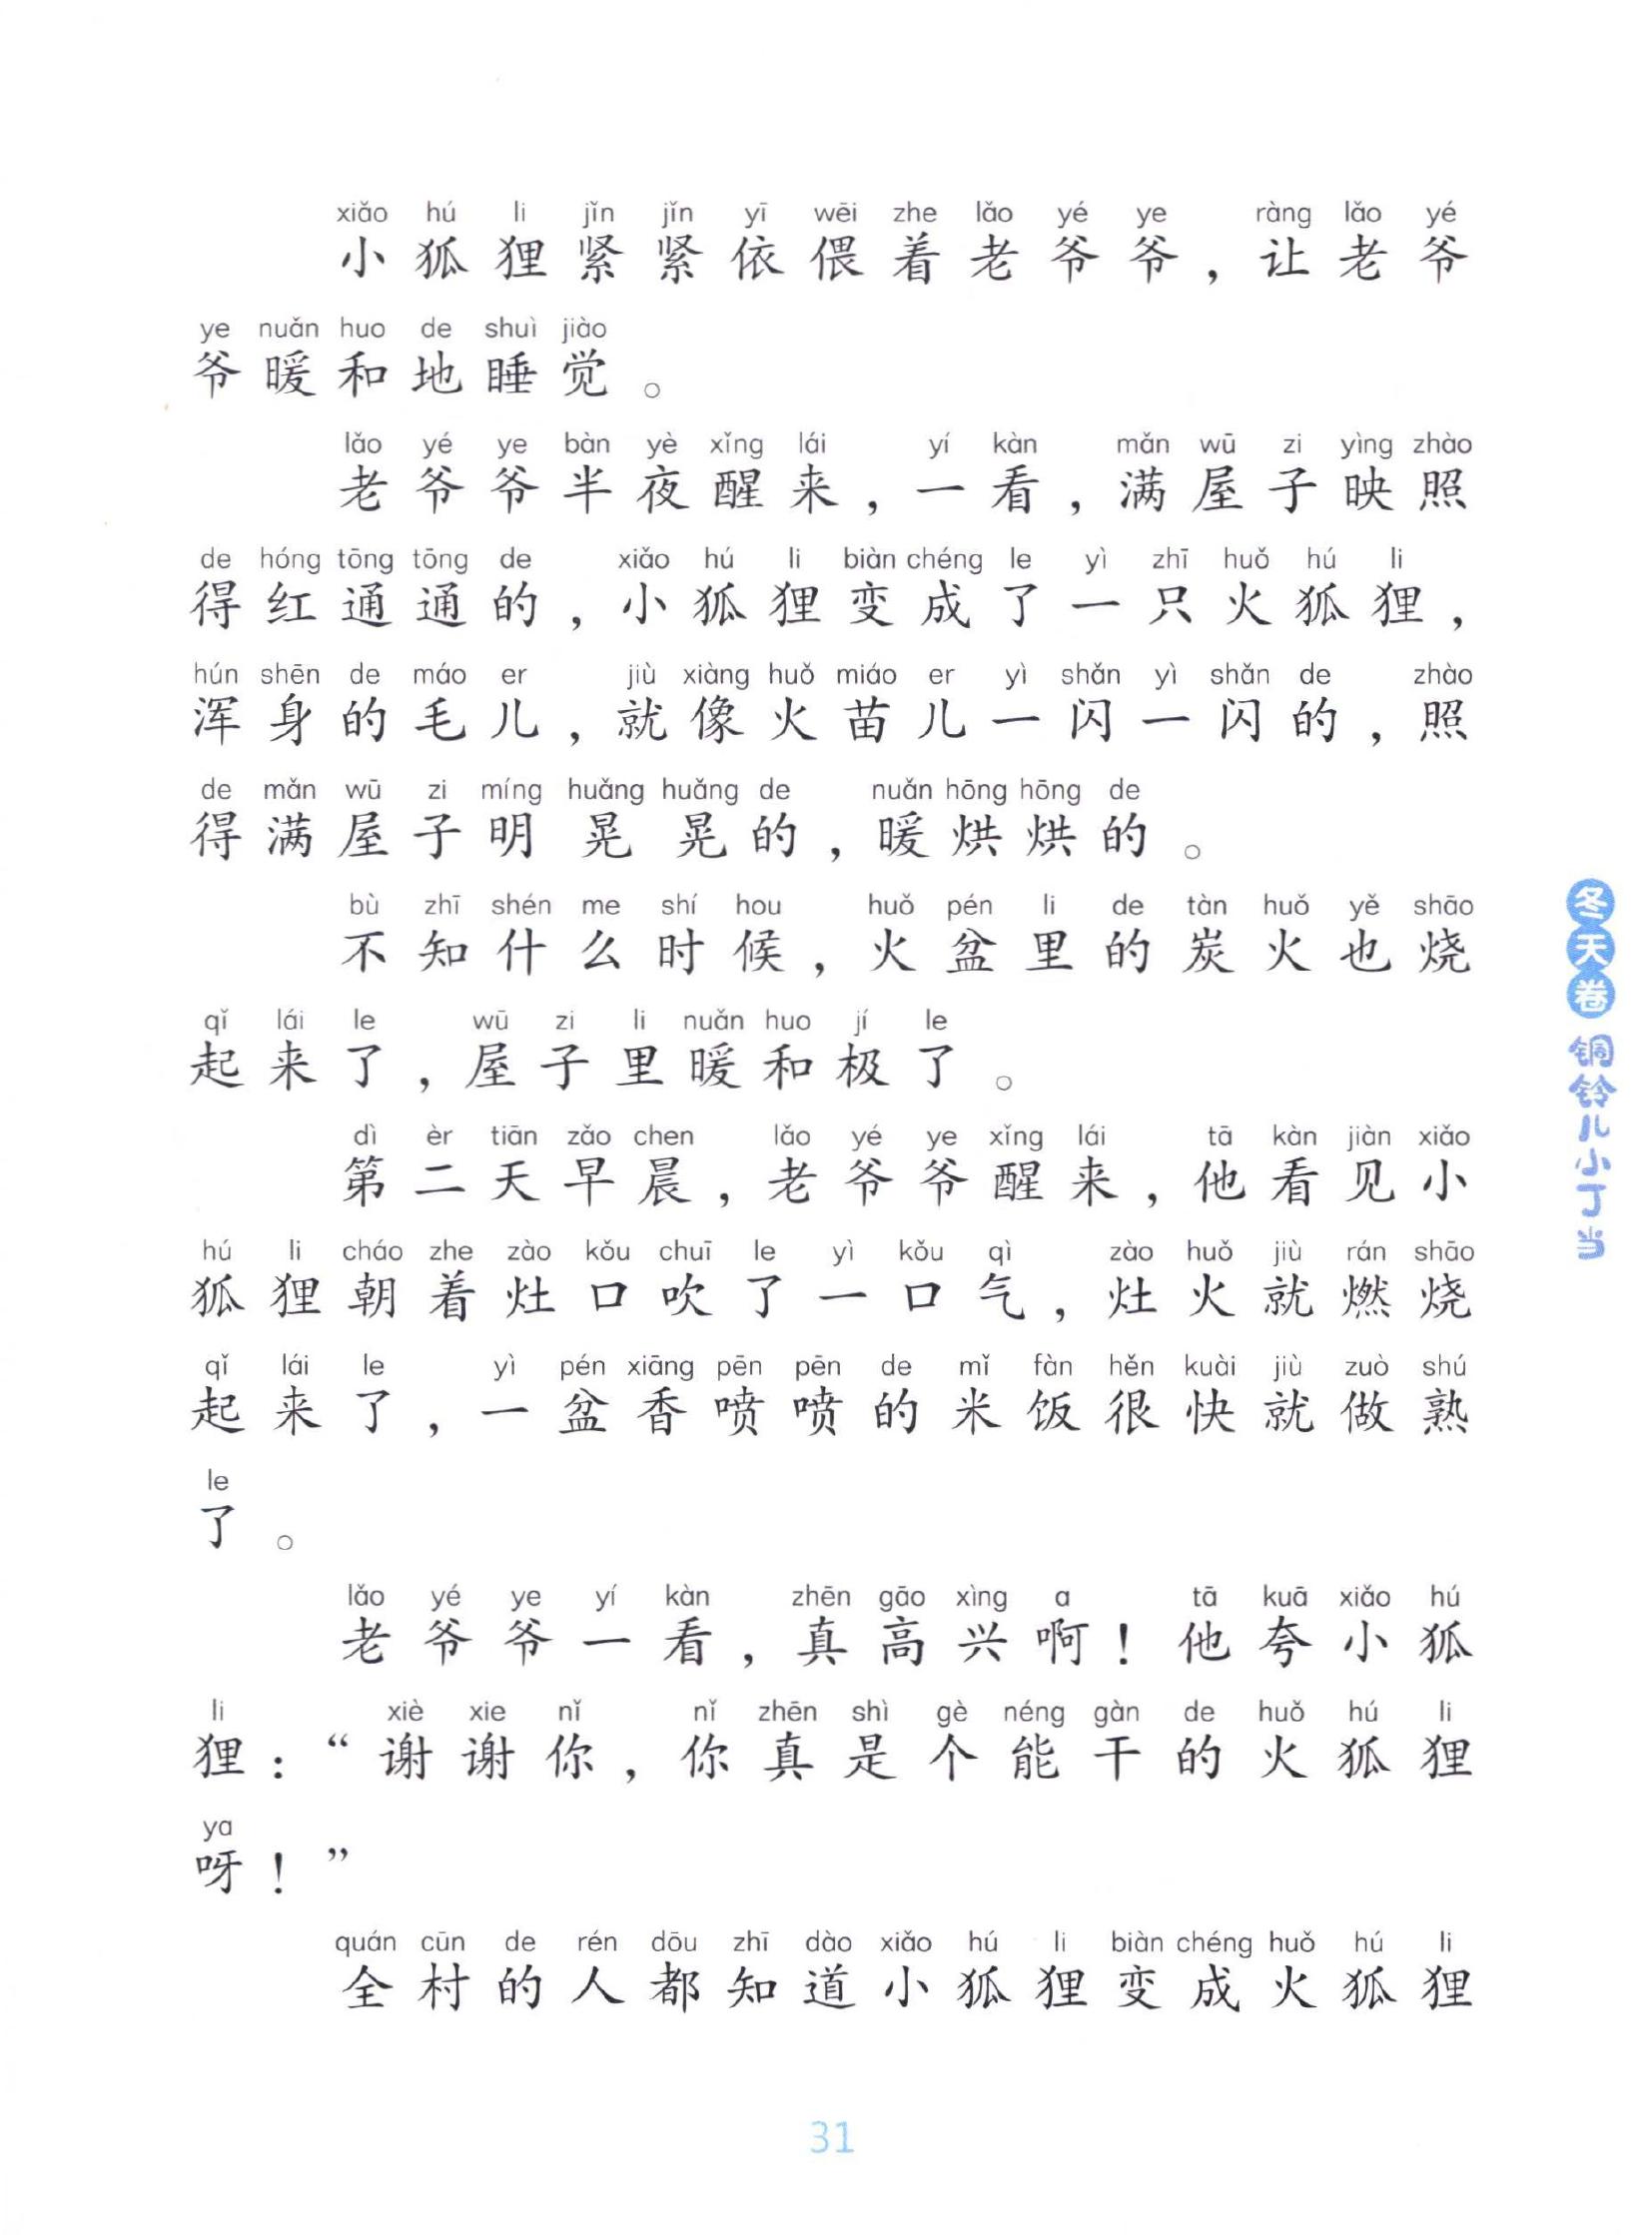 xiǎo hú li jǐn jǐn yī wēi zhe lǎo yé ye ràng lǎo yé
小狐狸紧紧依偎着老爷爷，让老爷
ye nuǎn huo de shuì jiào
爷暖和地睡觉。
lǎo yé ye bàn yè xǐng lái yí kàn mǎn wū zi yìng zhào
老爷爷半夜醒来，一看，满屋子映照
de hóng tōng tōng de xiǎo hú li biàn chéng le yì zhī huǒ hú li
得红通通的，小狐狸变成了一只火狐狸，
hún shēn de máo er jiù xiàng huǒ miáo er yì shǎn yì shǎn de zhào
浑身的毛儿，就像火苗儿一闪一闪的，照
de mǎn wū zi míng huǎng huǎng de nuǎn hōng hōng de
得满屋子明晃晃的，暖烘烘的。
bù zhī shén me shí hou huǒ pén li de tàn huǒ yě shāo
不知什么时候，火盆里的炭火也烧
qǐ lái le wū zi li nuǎn huo jí le
起来了，屋子里暖和极了。
dì èr tiān zǎo chen lǎo yé ye xǐng lái tā kàn jiàn xiǎo
第二天早晨，老爷爷醒来，他看见小
hú li cháo zhe zào kǒu chuī le yì kǒu qì zào huǒ jiù rán shāo
狐狸朝着灶口吹了一口气，灶火就燃烧
qǐ lái le yì pén xiāng pēn pēn de mǐ fàn hěn kuài jiù zuò shú
起来了，一盆香喷喷的米饭很快就做熟
le
了。
lǎo yé ye yí kàn zhēn gāo xìng a tā kuā xiǎo hú
老爷爷一看，真高兴啊！他夸小狐
li xiè xie nǐ nǐ zhēn shì gè néng gàn de huǒ hú li
狸：“谢谢你，你真是个能干的火狐狸
ya
呀！”
quán cūn de rén dōu zhī dào xiǎo hú li biàn chéng huǒ hú li
全村的人都知道小狐狸变成火狐狸
冬天卷 铜铃儿小丁当
31